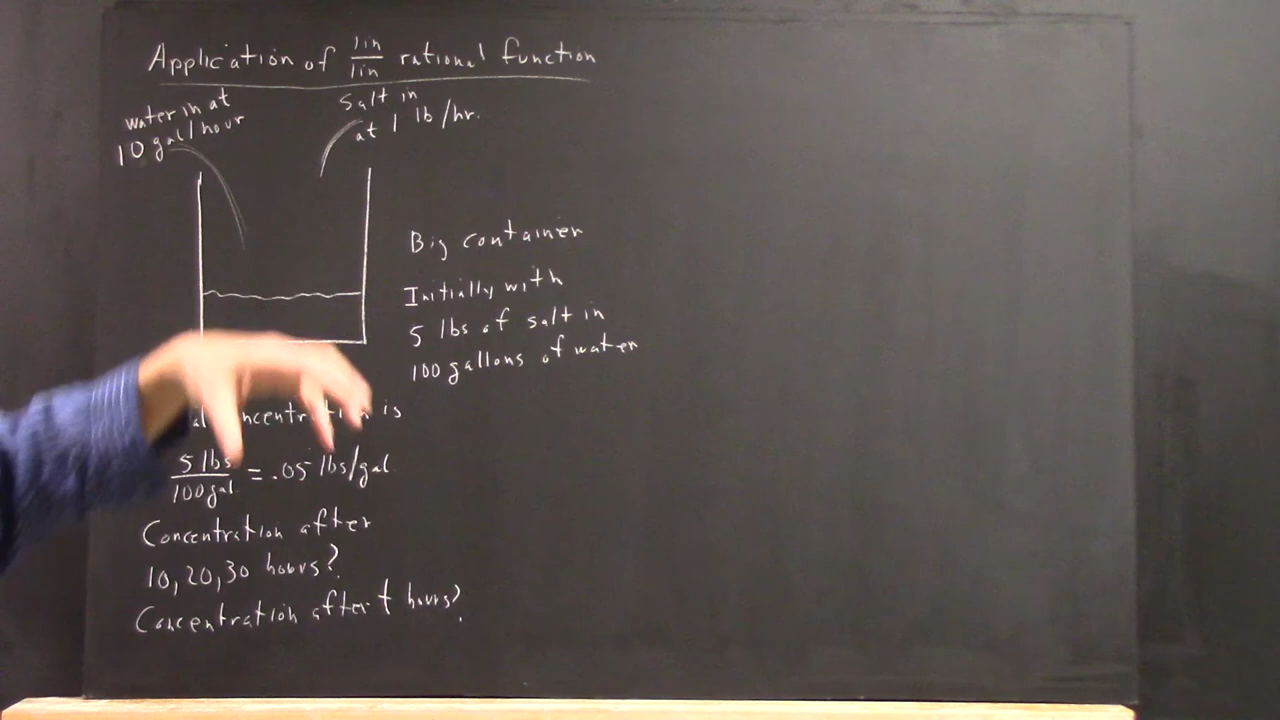 Application of lin/lin rational function
water in at
10 gal/hour
salt in
at 1 lb/hr.
Big container
Initially with
5 lbs of salt in
100 gallons of water
is
5 lbs/100 gal. = .05 lbs/gal.
Concentration after
10, 20, 30 hours?
Concentration after t hours?